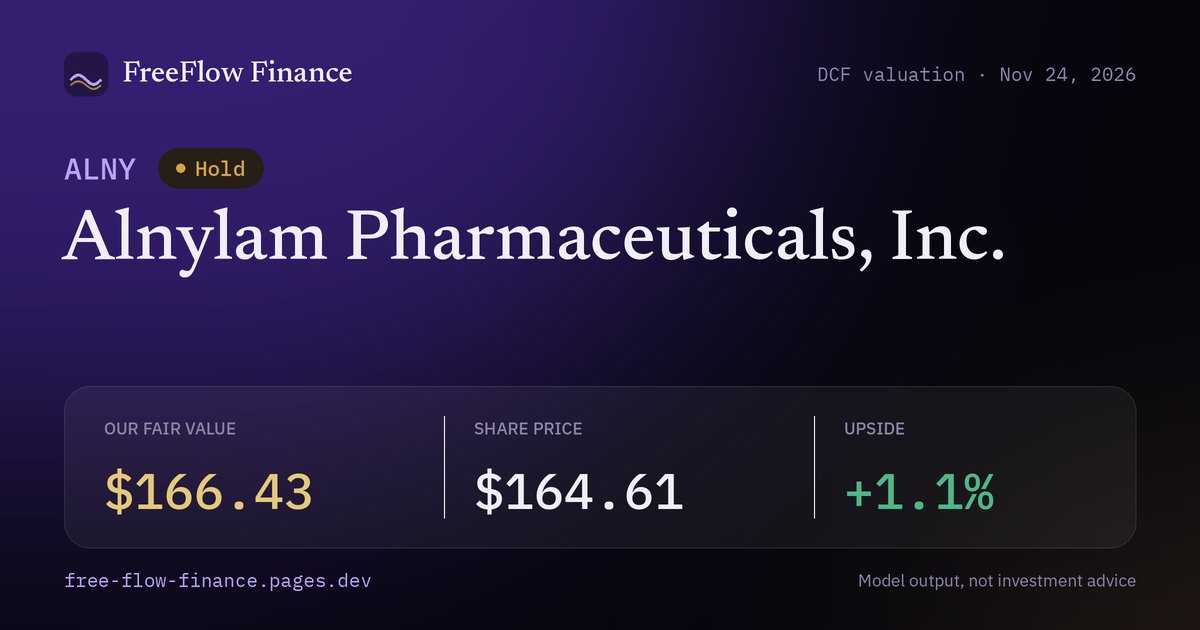 FreeFlow Finance
DCF valuation · Nov 24, 2026
ALNY
Hold
Alnylam Pharmaceuticals, Inc.
OUR FAIR VALUE
$166.43
SHARE PRICE
$164.61
UPSIDE
+1.1%
free-flow-finance.pages.dev
Model output, not investment advice